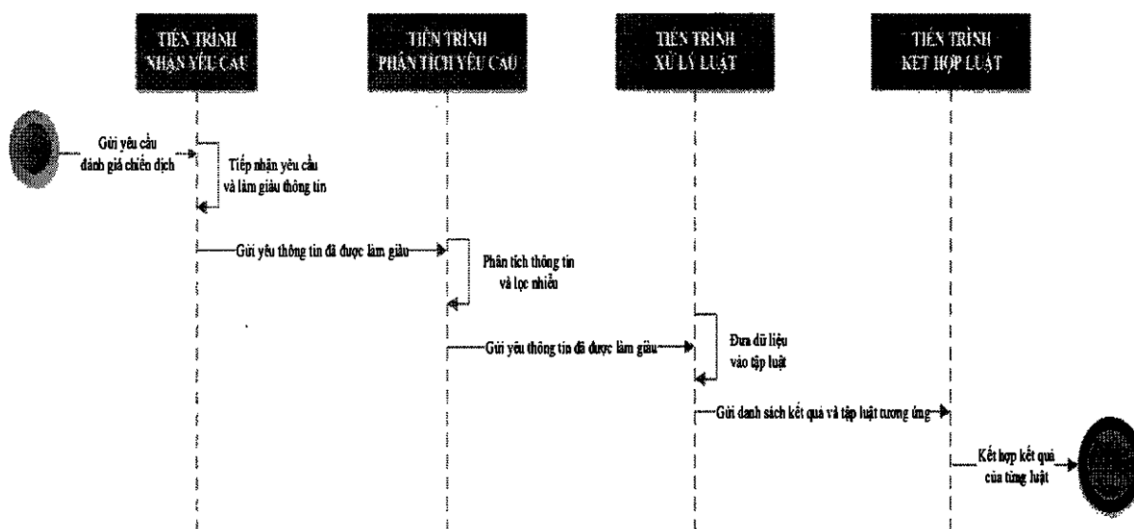 TIẾN TRÌNH
NHẬN YÊU CẦU
TIẾN TRÌNH
PHÂN TÍCH YÊU CẦU
TIẾN TRÌNH
XỬ LÝ LUẬT
TIẾN TRÌNH
KẾT HỢP LUẬT
Gửi yêu cầu
đánh giá chiến dịch
Tiếp nhận yêu cầu
và làm giàu thông tin
Gửi yêu thông tin đã được làm giàu
Phân tích thông tin
và lọc nhiễu
Gửi yêu thông tin đã được làm giàu
Đưa dữ liệu
vào tập luật
Gửi danh sách kết quả và tập luật tương ứng
Kết hợp kết quả
của từng luật